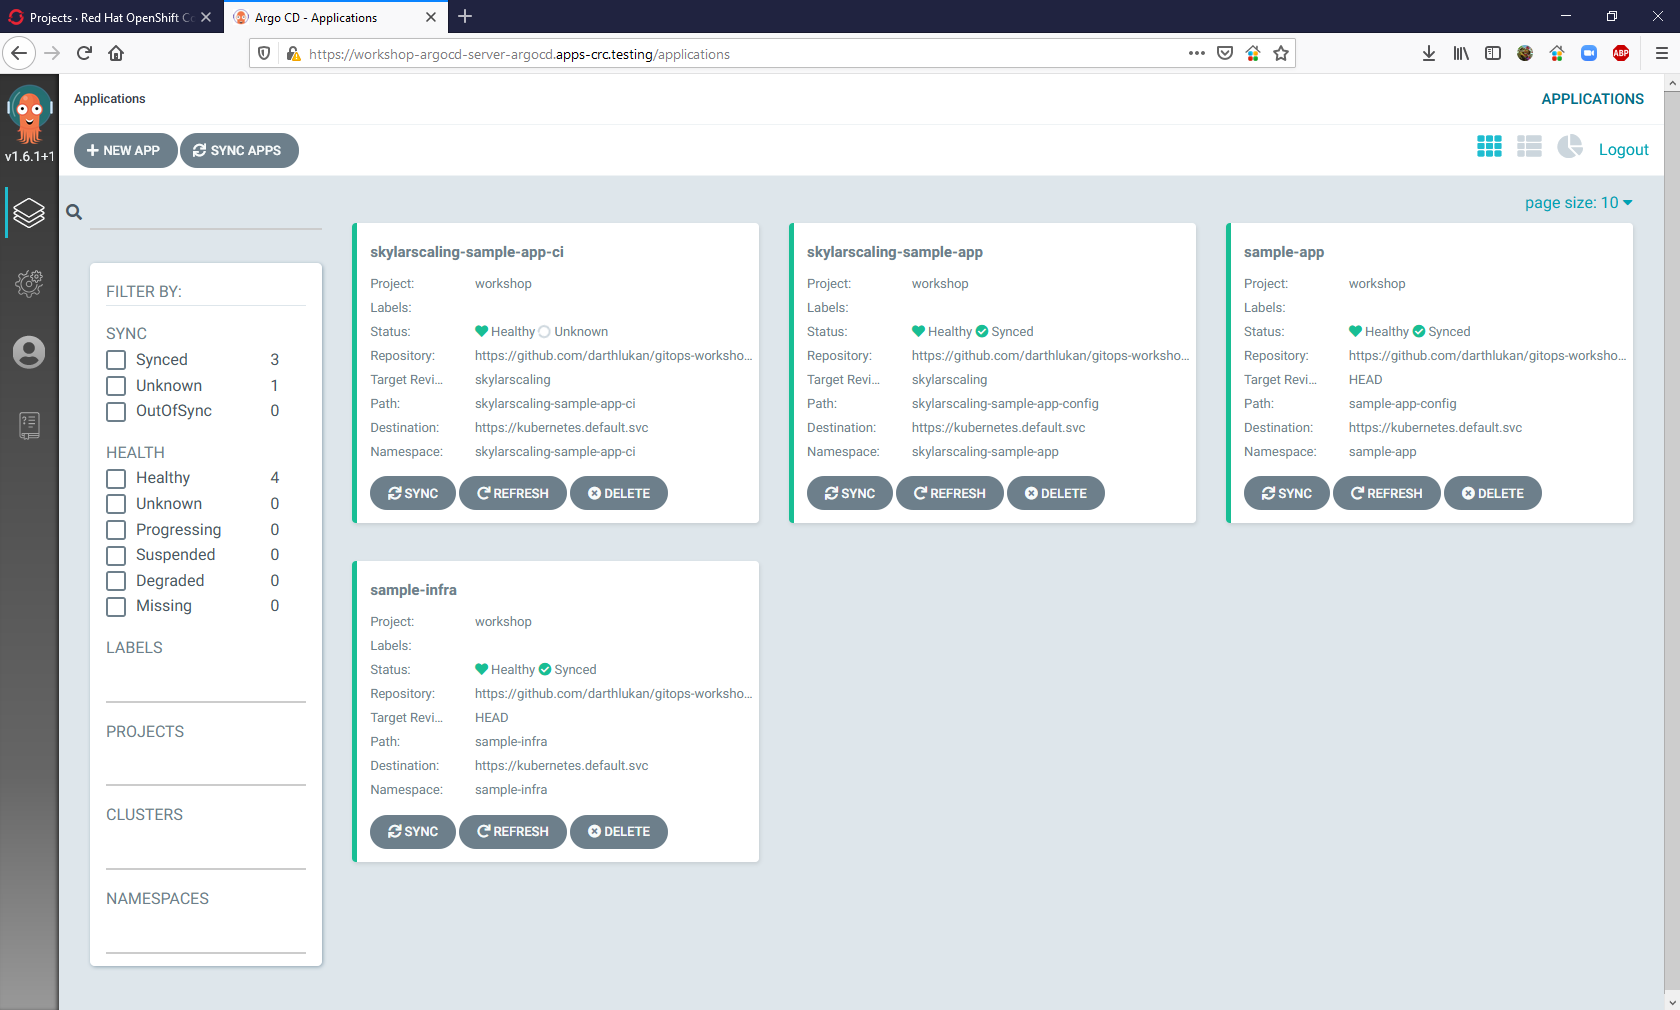 Projects · Red Hat OpenShift Co
Argo CD - Applications
https://workshop-argocd-server-argocd.apps-crc.testing/applications
ABP
v1.6.1+1
Applications
APPLICATIONS
NEW APP
SYNC APPS
Logout
page size: 10
FILTER BY:
SYNC
Synced 3
Unknown 1
OutOfSync 0
HEALTH
Healthy 4
Unknown 0
Progressing 0
Suspended 0
Degraded 0
Missing 0
LABELS
PROJECTS
CLUSTERS
NAMESPACES
skylarscaling-sample-app-ci
Project: workshop
Labels:
Status: Healthy Unknown
Repository: https://github.com/darthlukan/gitops-worksho...
Target Revi... skylarscaling
Path: skylarscaling-sample-app-ci
Destination: https://kubernetes.default.svc
Namespace: skylarscaling-sample-app-ci
SYNC REFRESH DELETE
skylarscaling-sample-app
Project: workshop
Labels:
Status: Healthy Synced
Repository: https://github.com/darthlukan/gitops-worksho...
Target Revi... skylarscaling
Path: skylarscaling-sample-app-config
Destination: https://kubernetes.default.svc
Namespace: skylarscaling-sample-app
SYNC REFRESH DELETE
sample-app
Project: workshop
Labels:
Status: Healthy Synced
Repository: https://github.com/darthlukan/gitops-worksho...
Target Revi... HEAD
Path: sample-app-config
Destination: https://kubernetes.default.svc
Namespace: sample-app
SYNC REFRESH DELETE
sample-infra
Project: workshop
Labels:
Status: Healthy Synced
Repository: https://github.com/darthlukan/gitops-worksho...
Target Revi... HEAD
Path: sample-infra
Destination: https://kubernetes.default.svc
Namespace: sample-infra
SYNC REFRESH DELETE